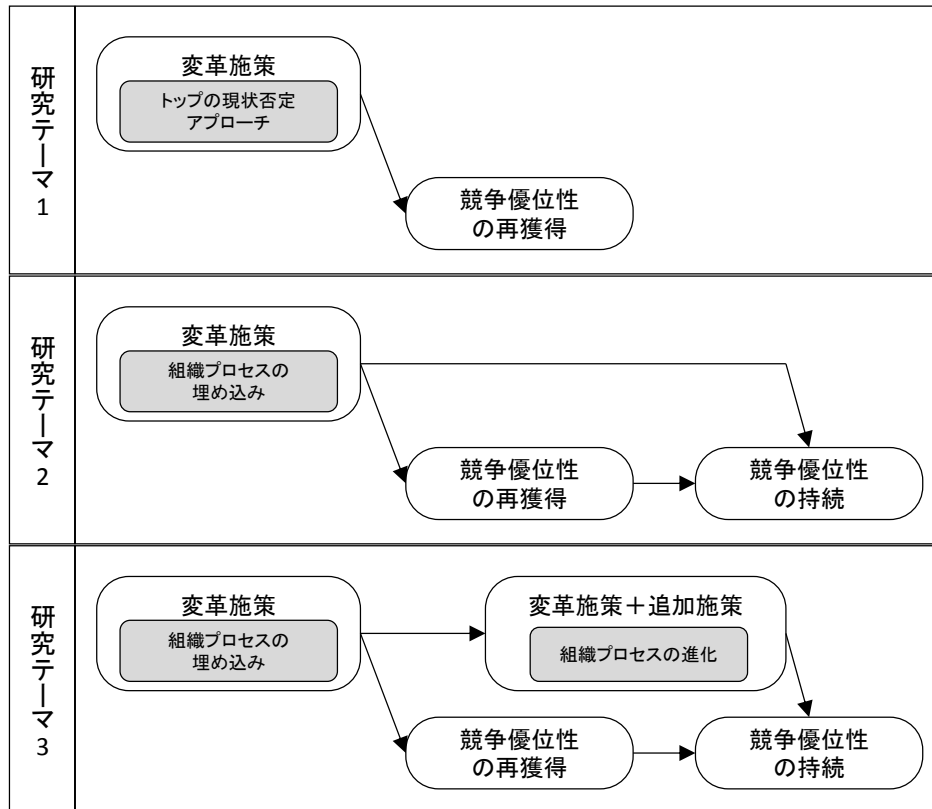 研究テーマ1
変革施策
トップの現状否定
アプローチ
競争優位性
の再獲得
研究テーマ2
変革施策
組織プロセスの
埋め込み
競争優位性
の再獲得
競争優位性
の持続
研究テーマ3
変革施策
組織プロセスの
埋め込み
変革施策＋追加施策
組織プロセスの進化
競争優位性
の再獲得
競争優位性
の持続